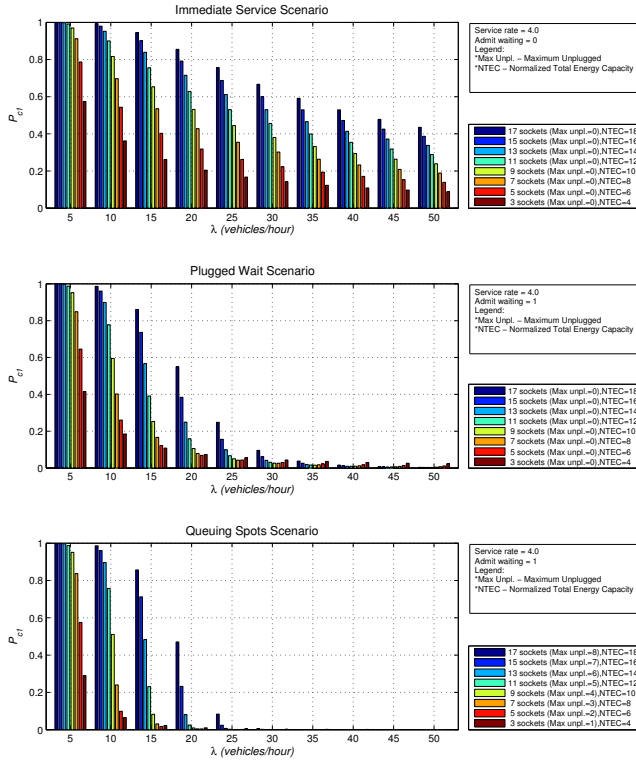 Immediate Service Scenario
1
0.8
0.6
0.4
0.2
0
P_c1
5 10 15 20 25 30 35 40 45 50
λ (vehicles/hour)
Service rate = 4.0
Admit waiting = 0
Legend:
*Max Unpl. − Maximum Unplugged
*NTEC − Normalized Total Energy Capacity
17 sockets (Max unpl.=0),NTEC=18
15 sockets (Max unpl.=0),NTEC=16
13 sockets (Max unpl.=0),NTEC=14
11 sockets (Max unpl.=0),NTEC=12
9 sockets (Max unpl.=0),NTEC=10
7 sockets (Max unpl.=0),NTEC=8
5 sockets (Max unpl.=0),NTEC=6
3 sockets (Max unpl.=0),NTEC=4
Plugged Wait Scenario
1
0.8
0.6
0.4
0.2
0
P_c1
5 10 15 20 25 30 35 40 45 50
λ (vehicles/hour)
Service rate = 4.0
Admit waiting = 1
Legend:
*Max Unpl. − Maximum Unplugged
*NTEC − Normalized Total Energy Capacity
17 sockets (Max unpl.=0),NTEC=18
15 sockets (Max unpl.=0),NTEC=16
13 sockets (Max unpl.=0),NTEC=14
11 sockets (Max unpl.=0),NTEC=12
9 sockets (Max unpl.=0),NTEC=10
7 sockets (Max unpl.=0),NTEC=8
5 sockets (Max unpl.=0),NTEC=6
3 sockets (Max unpl.=0),NTEC=4
Queuing Spots Scenario
1
0.8
0.6
0.4
0.2
0
P_c1
5 10 15 20 25 30 35 40 45 50
λ (vehicles/hour)
Service rate = 4.0
Admit waiting = 1
Legend:
*Max Unpl. − Maximum Unplugged
*NTEC − Normalized Total Energy Capacity
17 sockets (Max unpl.=8),NTEC=18
15 sockets (Max unpl.=7),NTEC=16
13 sockets (Max unpl.=6),NTEC=14
11 sockets (Max unpl.=5),NTEC=12
9 sockets (Max unpl.=4),NTEC=10
7 sockets (Max unpl.=3),NTEC=8
5 sockets (Max unpl.=2),NTEC=6
3 sockets (Max unpl.=1),NTEC=4